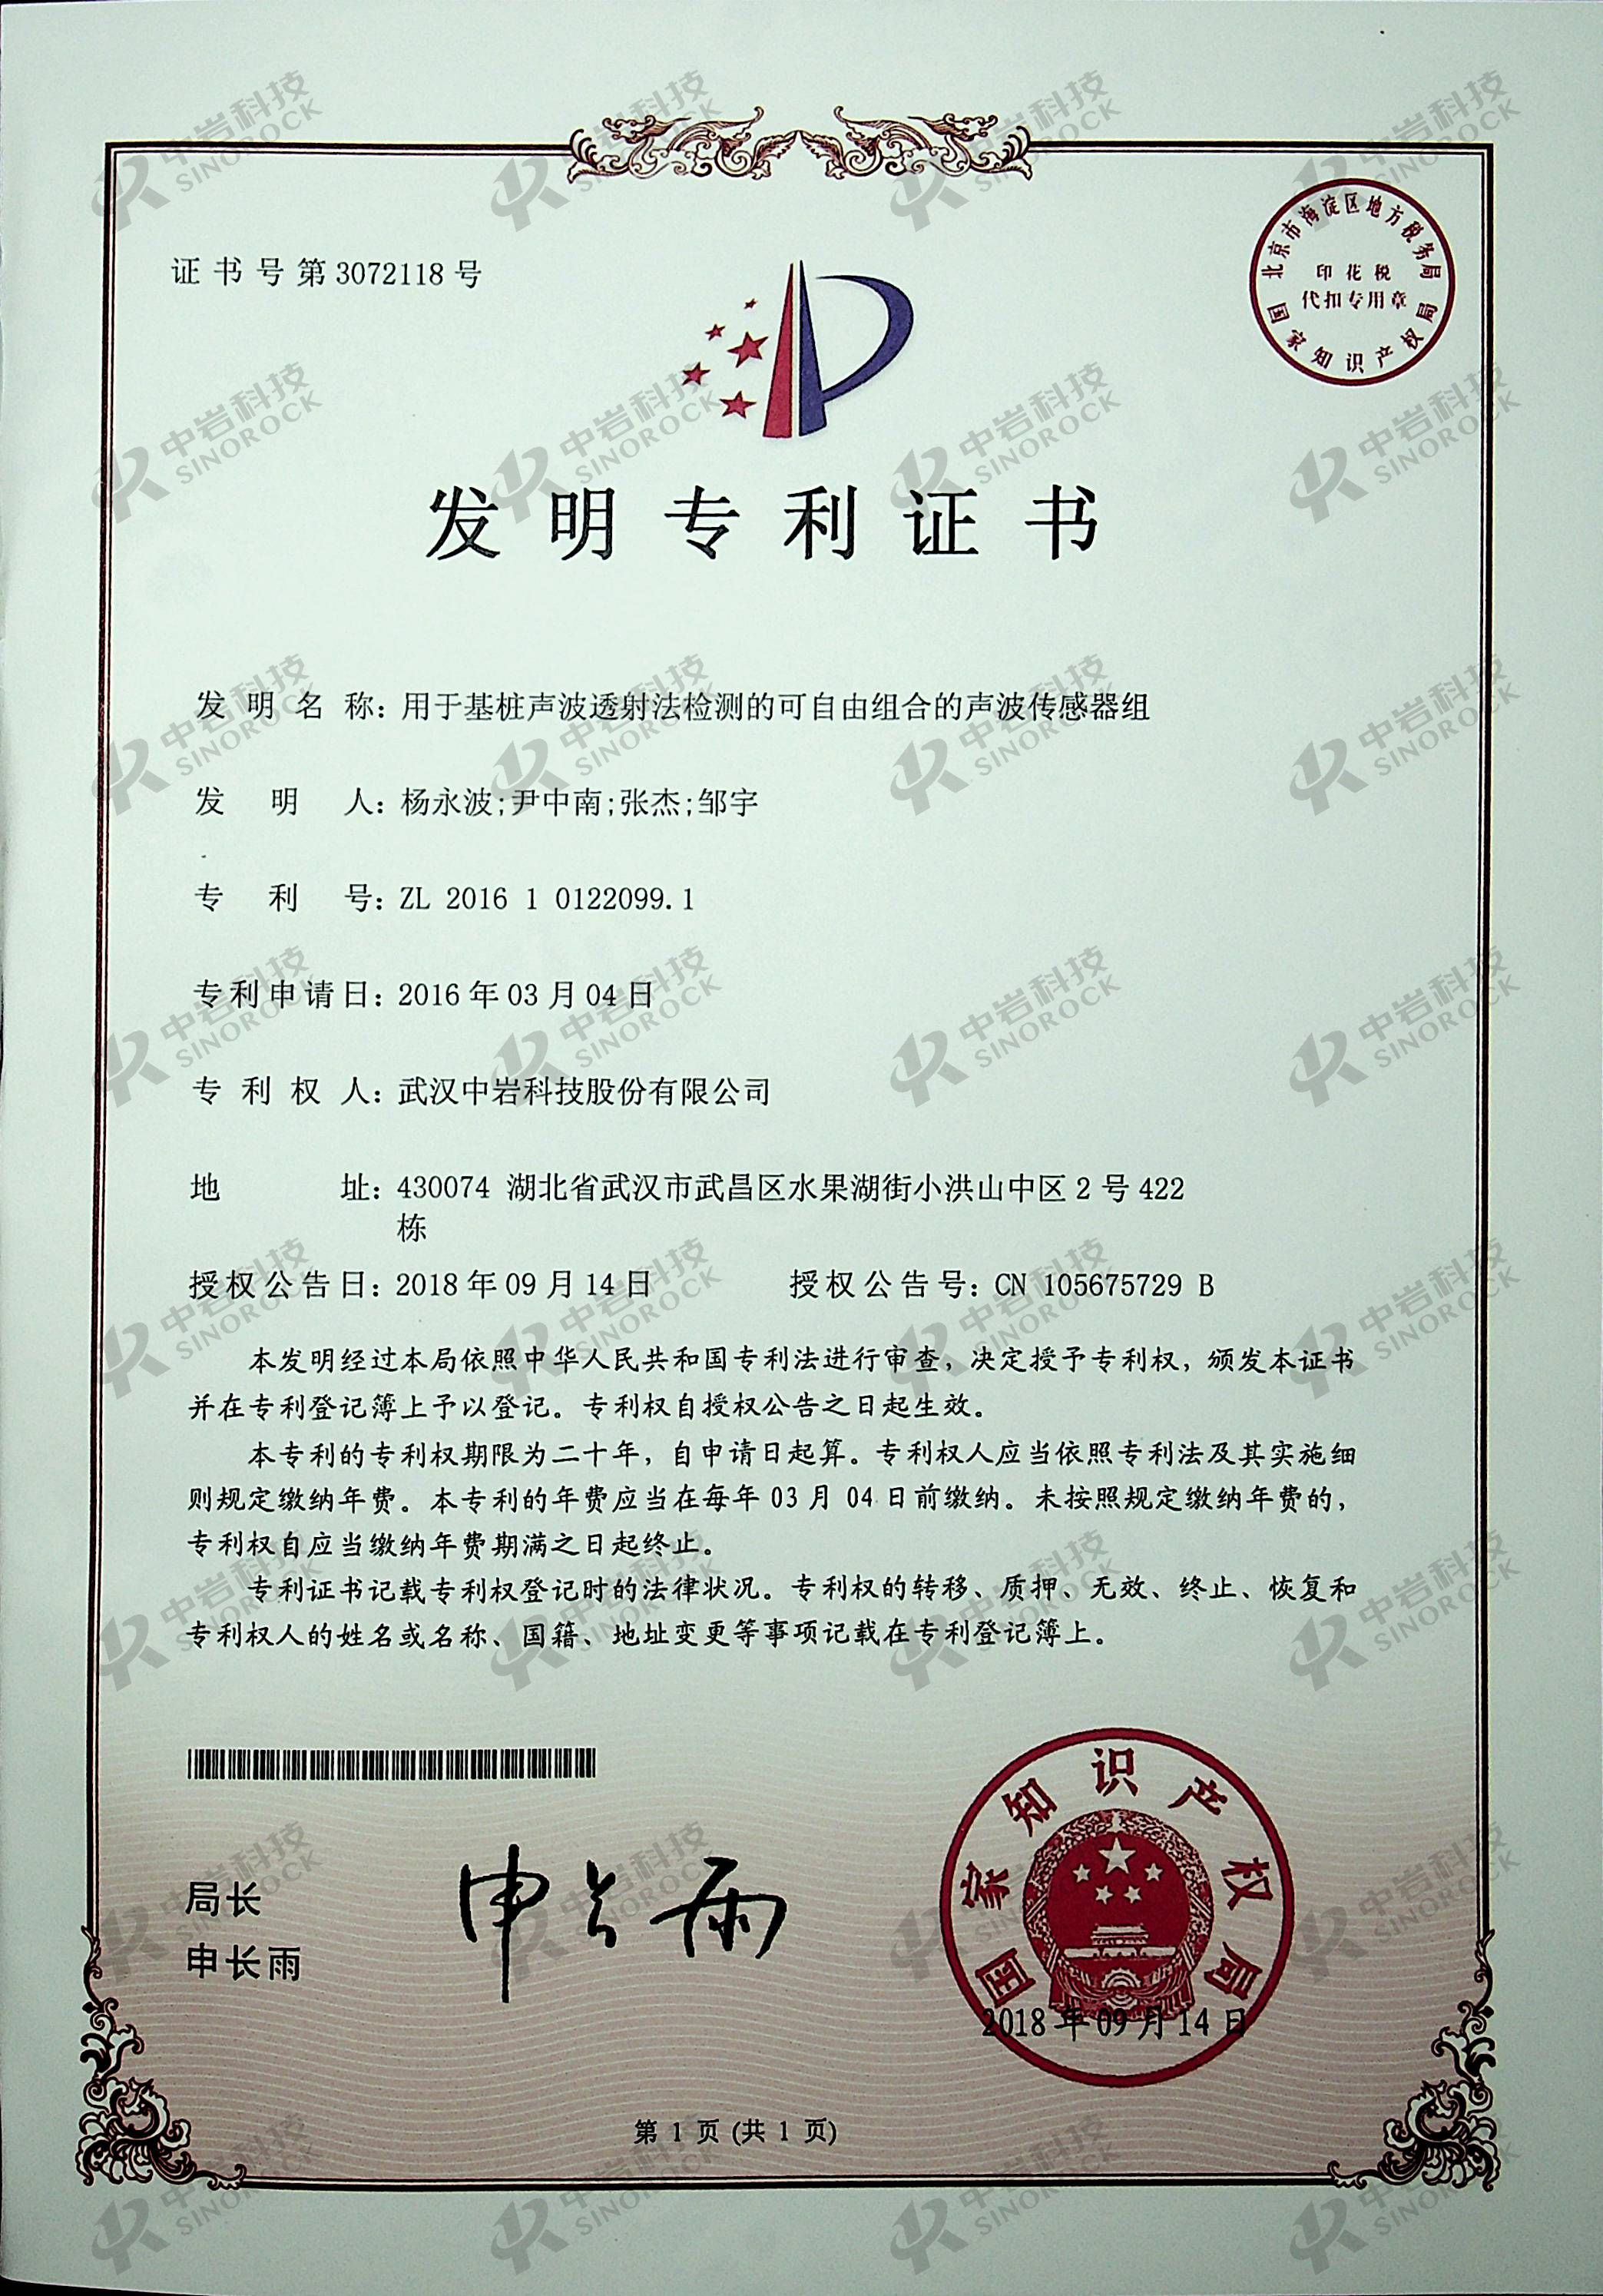 证书号第3072118号
北京市海淀区地方税务局
印花税
代扣专用章
国家知识产权局
发明专利证书
发明名称：用于基桩声波透射法检测的可自由组合的声波传感器组
发明人：杨永波;尹中南;张杰;邹宇
专利号：ZL 2016 1 0122099.1
专利申请日：2016年03月04日
专利权人：武汉中岩科技股份有限公司
地址：430074 湖北省武汉市武昌区水果湖街小洪山中区2号422
栋
授权公告日：2018年09月14日 授权公告号：CN 105675729 B
本发明经过本局依照中华人民共和国专利法进行审查，决定授予专利权，颁发本证书
并在专利登记簿上予以登记。专利权自授权公告之日起生效。
本专利的专利权期限为二十年，自申请日起算。专利权人应当依照专利法及其实施细
则规定缴纳年费。本专利的年费应当在每年03月04日前缴纳。未按照规定缴纳年费的，
专利权自应当缴纳年费期满之日起终止。
专利证书记载专利权登记时的法律状况。专利权的转移、质押、无效、终止、恢复和
专利权人的姓名或名称、国籍、地址变更等事项记载在专利登记簿上。
局长
申长雨
申长雨
国家知识产权局
2018年09月14日
第1页(共1页)
中岩科技
SINOROCK